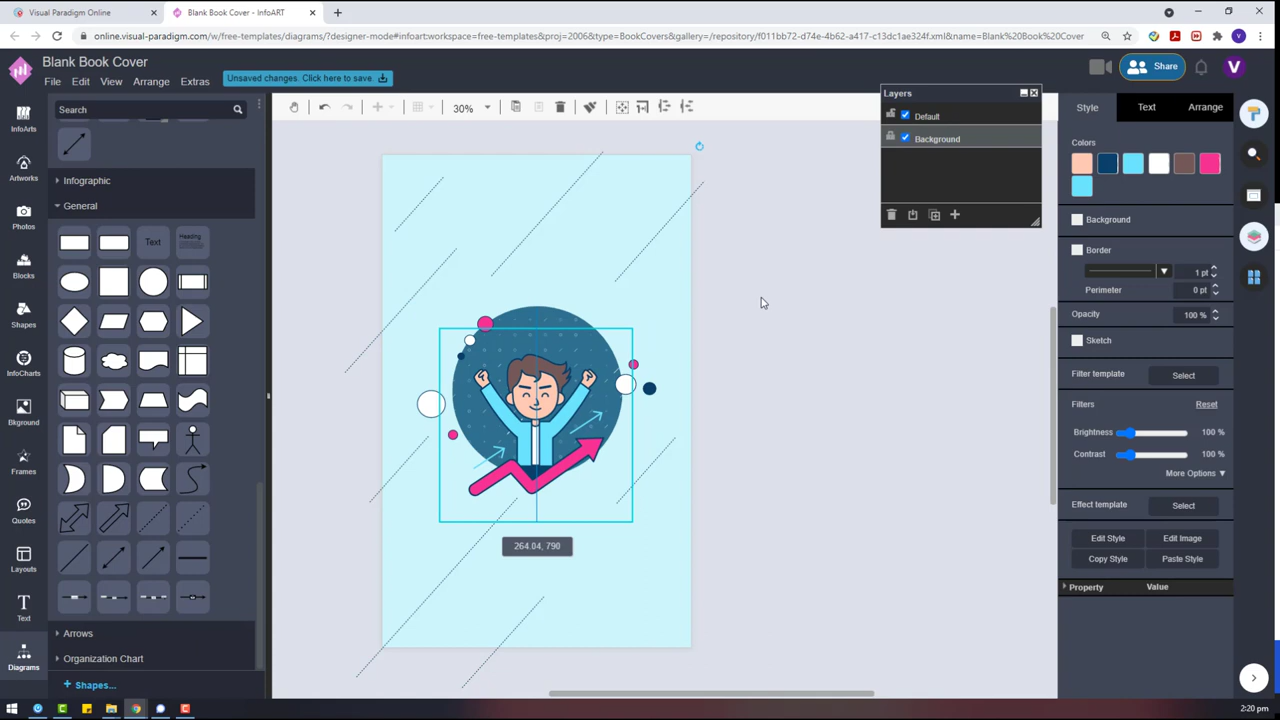 Visual Paradigm Online
Blank Book Cover - InfoART
online.visual-paradigm.com/w/free-templates/diagrams/?designer-mode#infoart:workspace=free-templates&proj=2006&type=BookCovers&gallery=/repository/f011bb72-d74e-4b62-a417-c13dc1ae324f.xml&name=Blank%20Book%20Cover
Blank Book Cover
File Edit View Arrange Extras
Unsaved changes. Click here to save.
Share
V
InfoArts
Artworks
Photos
Blocks
Shapes
InfoCharts
Bkground
Frames
Quotes
Layouts
Text
Diagrams
Search
Infographic
General
Text
Heading
Arrows
Organization Chart
+ Shapes...
30%
264.04, 790
Layers
Default
Background
Style Text Arrange
Colors
Background
Border
1 pt
Perimeter 0 pt
Opacity 100 %
Sketch
Filter template Select
Filters Reset
Brightness 100 %
Contrast 100 %
More Options ▼
Effect template Select
Edit Style Edit Image
Copy Style Paste Style
Property Value
2:20 pm